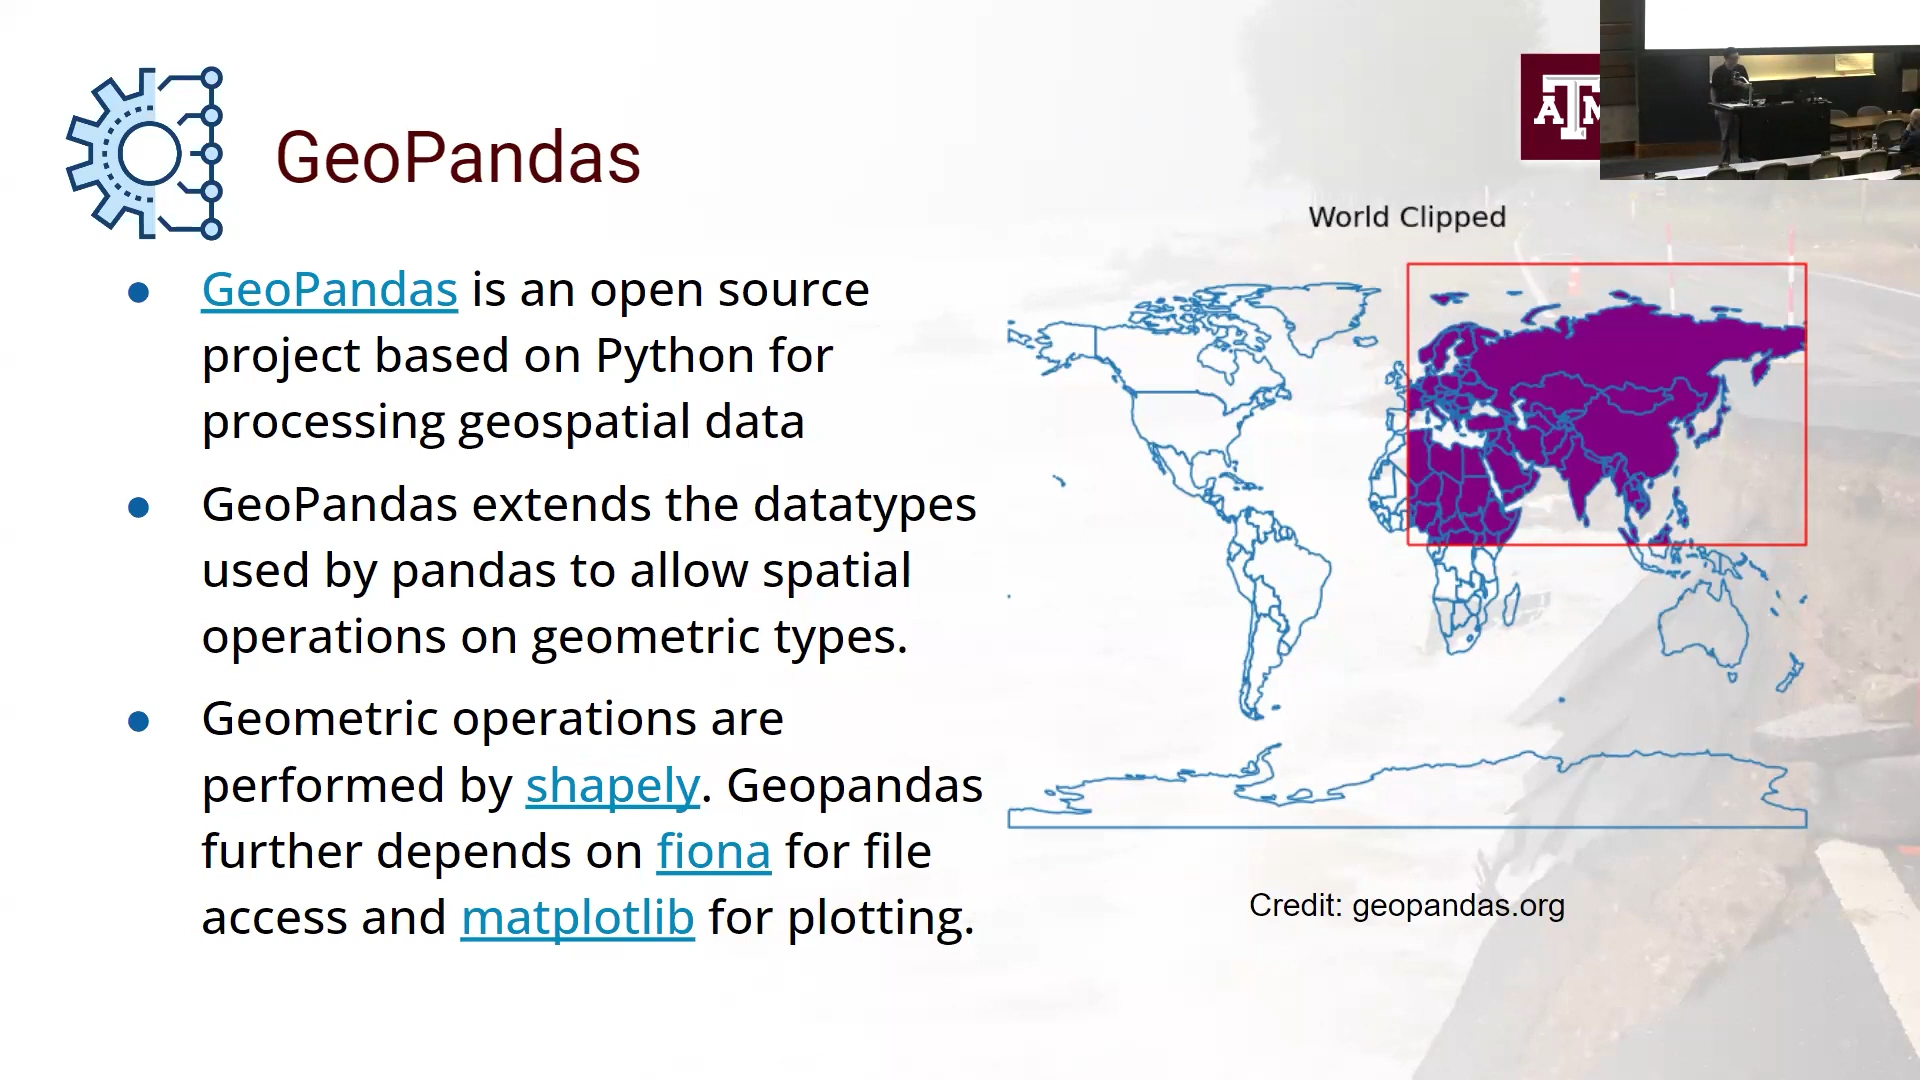 GeoPandas
ATM
World Clipped
● GeoPandas is an open source
project based on Python for
processing geospatial data
● GeoPandas extends the datatypes
used by pandas to allow spatial
operations on geometric types.
● Geometric operations are
performed by shapely. Geopandas
further depends on fiona for file
access and matplotlib for plotting.
Credit: geopandas.org